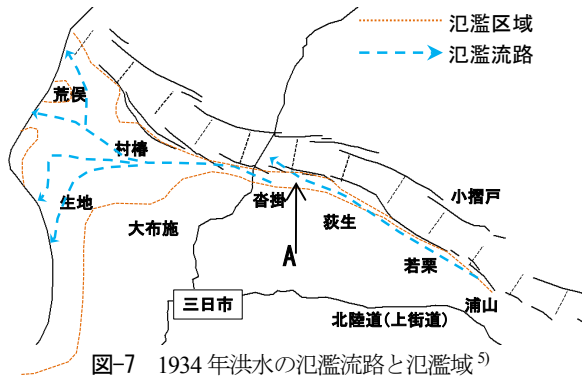 氾濫区域
氾濫流路
荒俣
村椿
生地
大布施
沓掛
A
荻生
小摺戸
若栗
浦山
三日市
北陸道(上街道)
図-7 1934 年洪水の氾濫流路と氾濫域 5)